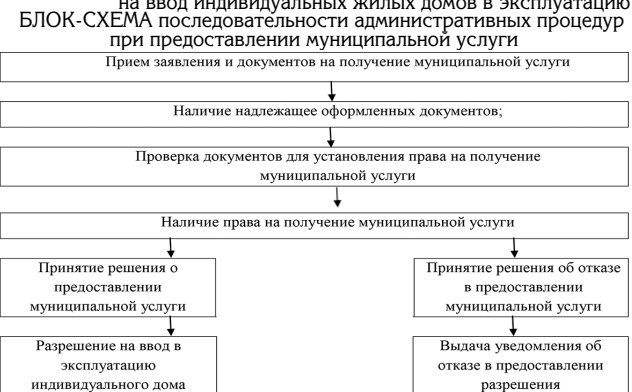 на ввод индивидуальных жилых домов в эксплуатацию
БЛОК-СХЕМА последовательности административных процедур
при предоставлении муниципальной услуги
Прием заявления и документов на получение муниципальной услуги
Наличие надлежащее оформленных документов;
Проверка документов для установления права на получение
муниципальной услуги
Наличие права на получение муниципальной услуги
Принятие решения о
предоставлении
муниципальной услуги
Принятие решения об отказе
в предоставлении
муниципальной услуги
Разрешение на ввод в
эксплуатацию
индивидуального дома
Выдача уведомления об
отказе в предоставлении
разрешения